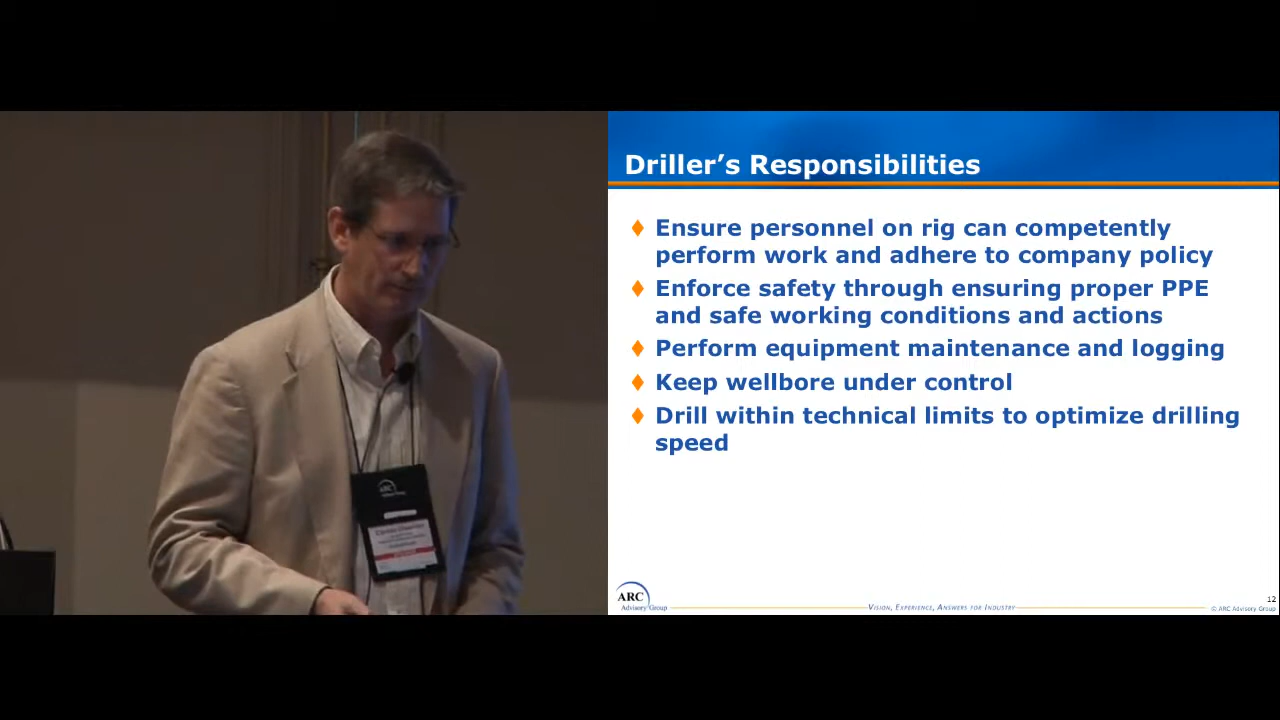 Driller’s Responsibilities
Ensure personnel on rig can competently
perform work and adhere to company policy
Enforce safety through ensuring proper PPE
and safe working conditions and actions
Perform equipment maintenance and logging
Keep wellbore under control
Drill within technical limits to optimize drilling
speed
ARC
ARC
Advisory Group
VISION, EXPERIENCE, ANSWERS FOR INDUSTRY
12
© ARC Advisory Group